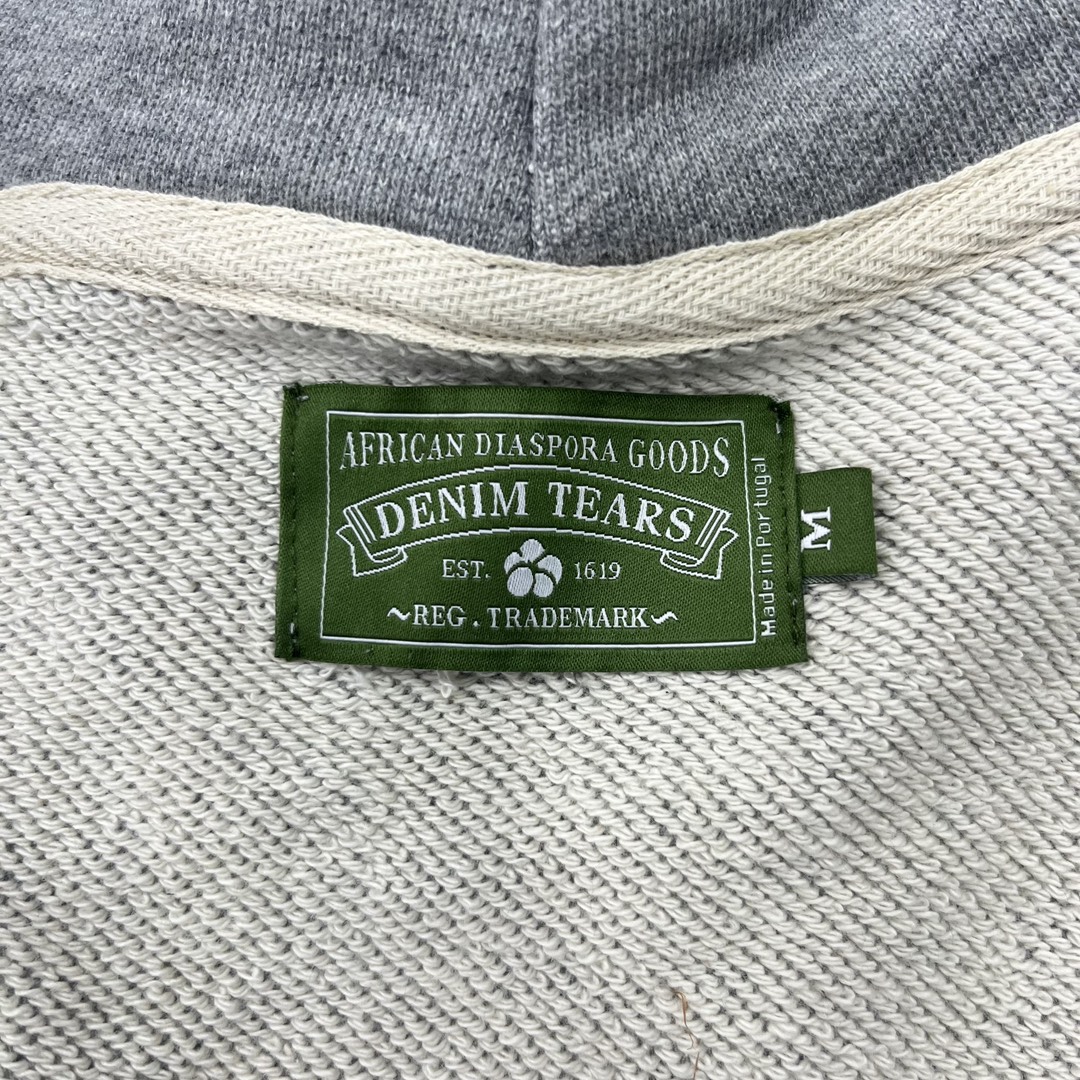 AFRICAN DIASPORA GOODS
DENIM TEARS
EST. 1619
~REG. TRADEMARK~
Made in Portugal
M